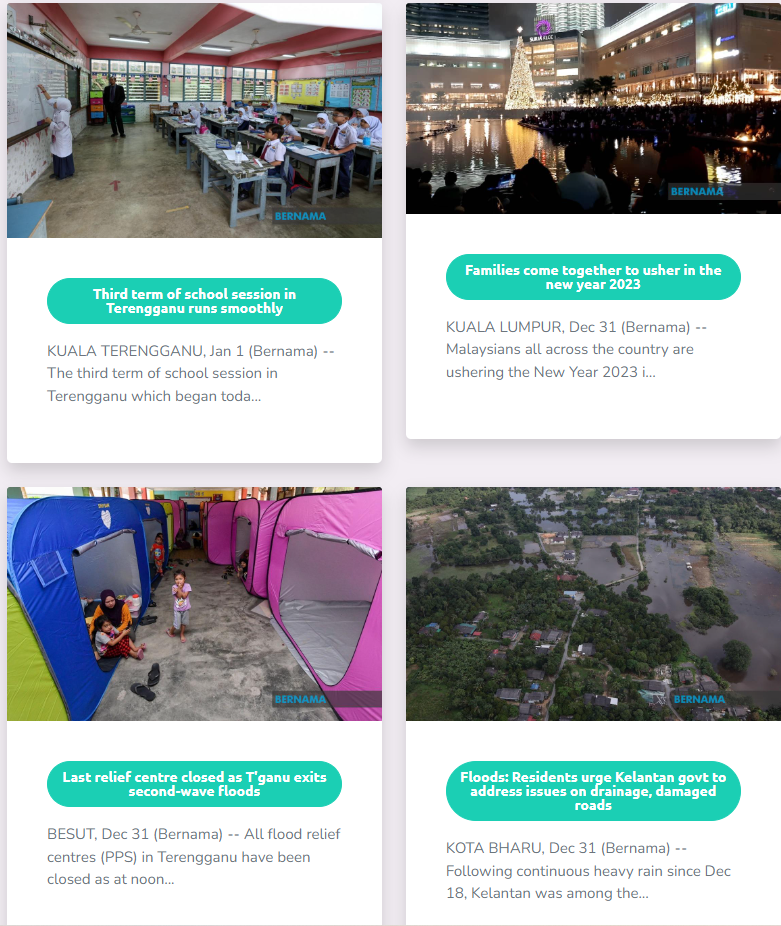 BERNAMA
Third term of school session in
Terengganu runs smoothly
KUALA TERENGGANU, Jan 1 (Bernama) --
The third term of school session in
Terengganu which began toda...
BERNAMA
Families come together to usher in the
new year 2023
KUALA LUMPUR, Dec 31 (Bernama) --
Malaysians all across the country are
ushering the New Year 2023 i...
BERNAMA
Last relief centre closed as T'ganu exits
second-wave floods
BESUT, Dec 31 (Bernama) -- All flood relief
centres (PPS) in Terengganu have been
closed as at noon...
BERNAMA
Floods: Residents urge Kelantan govt to
address issues on drainage, damaged
roads
KOTA BHARU, Dec 31 (Bernama) --
Following continuous heavy rain since Dec
18, Kelantan was among the...